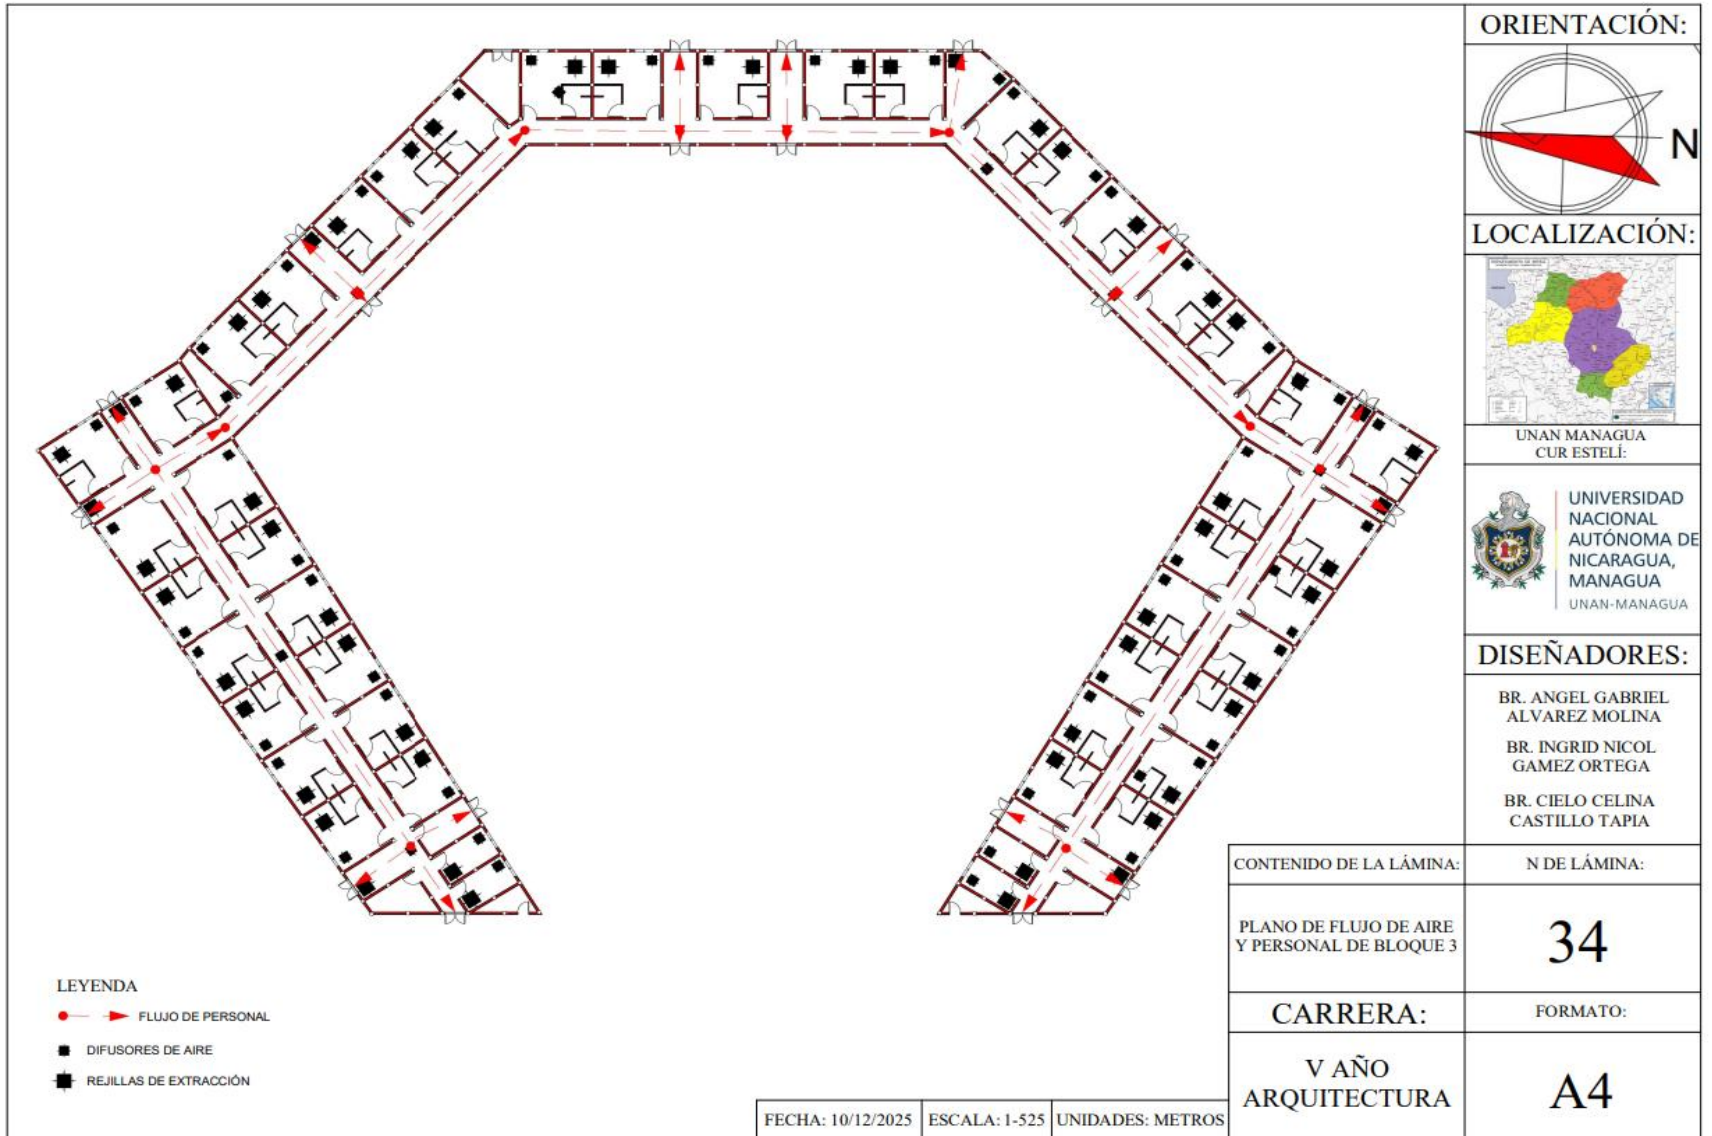 ORIENTACIÓN:
N
LOCALIZACIÓN:
UNAN MANAGUA
CUR ESTELÍ:
UNIVERSIDAD
NACIONAL
AUTÓNOMA DE
NICARAGUA,
MANAGUA
UNAN-MANAGUA
DISEÑADORES:
BR. ANGEL GABRIEL
ALVAREZ MOLINA
BR. INGRID NICOL
GAMEZ ORTEGA
BR. CIELO CELINA
CASTILLO TAPIA
CONTENIDO DE LA LÁMINA:
N DE LÁMINA:
PLANO DE FLUJO DE AIRE
Y PERSONAL DE BLOQUE 3
34
CARRERA:
FORMATO:
V AÑO
ARQUITECTURA
A4
LEYENDA
FLUJO DE PERSONAL
DIFUSORES DE AIRE
REJILLAS DE EXTRACCIÓN
FECHA: 10/12/2025
ESCALA: 1-525
UNIDADES: METROS